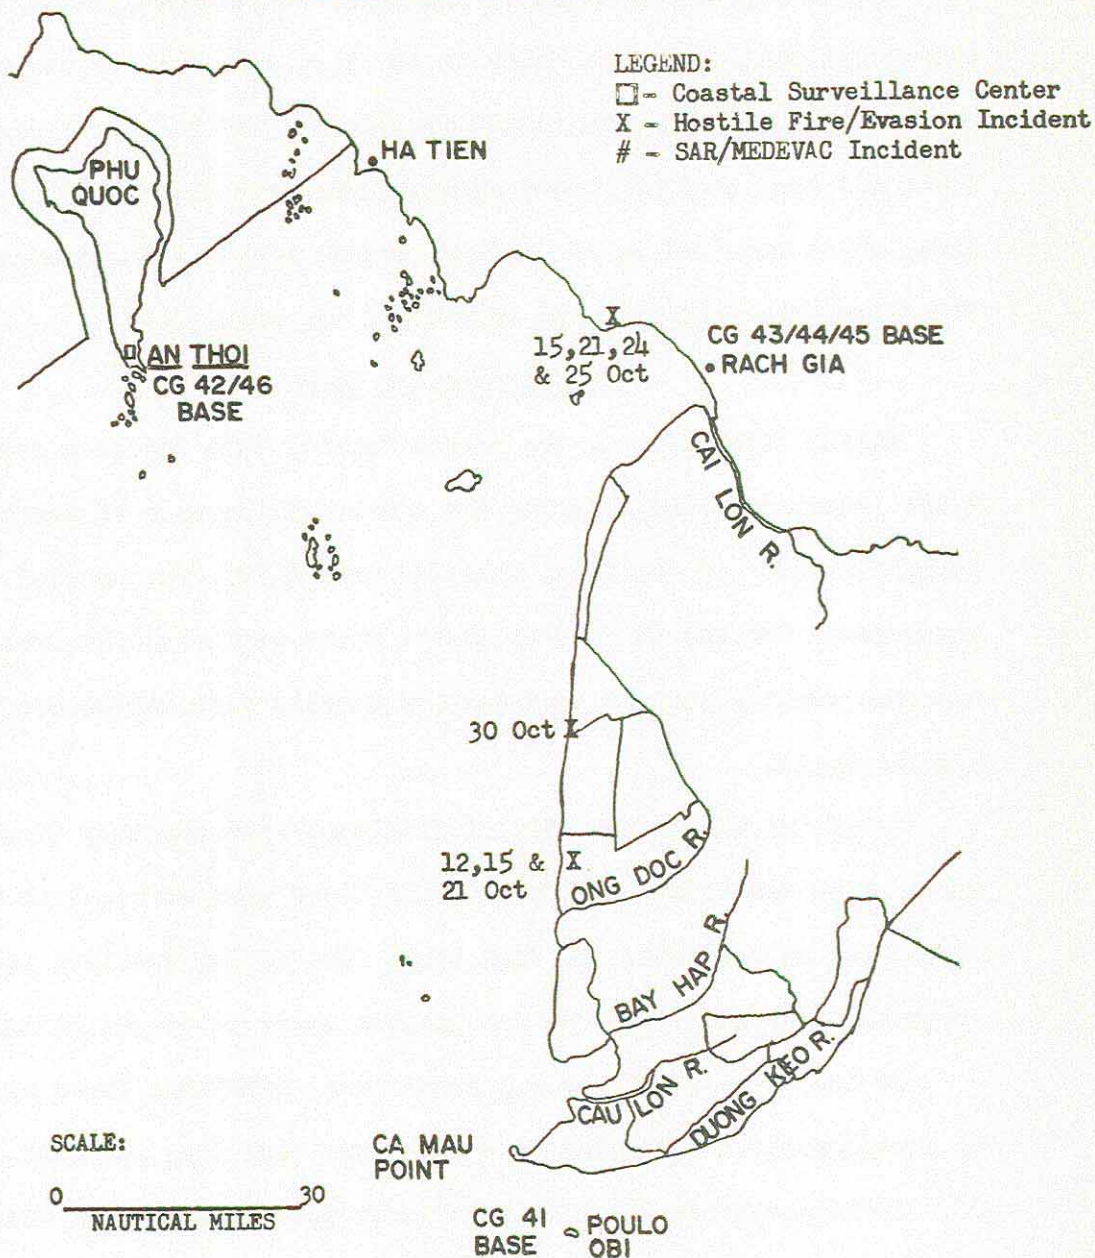 LEGEND:
□ - Coastal Surveillance Center
X - Hostile Fire/Evasion Incident
# - SAR/MEDEVAC Incident
HA TIEN
PHU
QUOC
AN THOI
CG 42/46
BASE
X
15,21,24
& 25 Oct
CG 43/44/45 BASE
RACH GIA
CAI LON R.
30 Oct X
12,15 & X
21 Oct
ONG DOC R.
BAY HAP R.
CAU LON R.
DUONG KEO R.
SCALE:
0 30
NAUTICAL MILES
CA MAU
POINT
CG 41
BASE
POULO
OBI